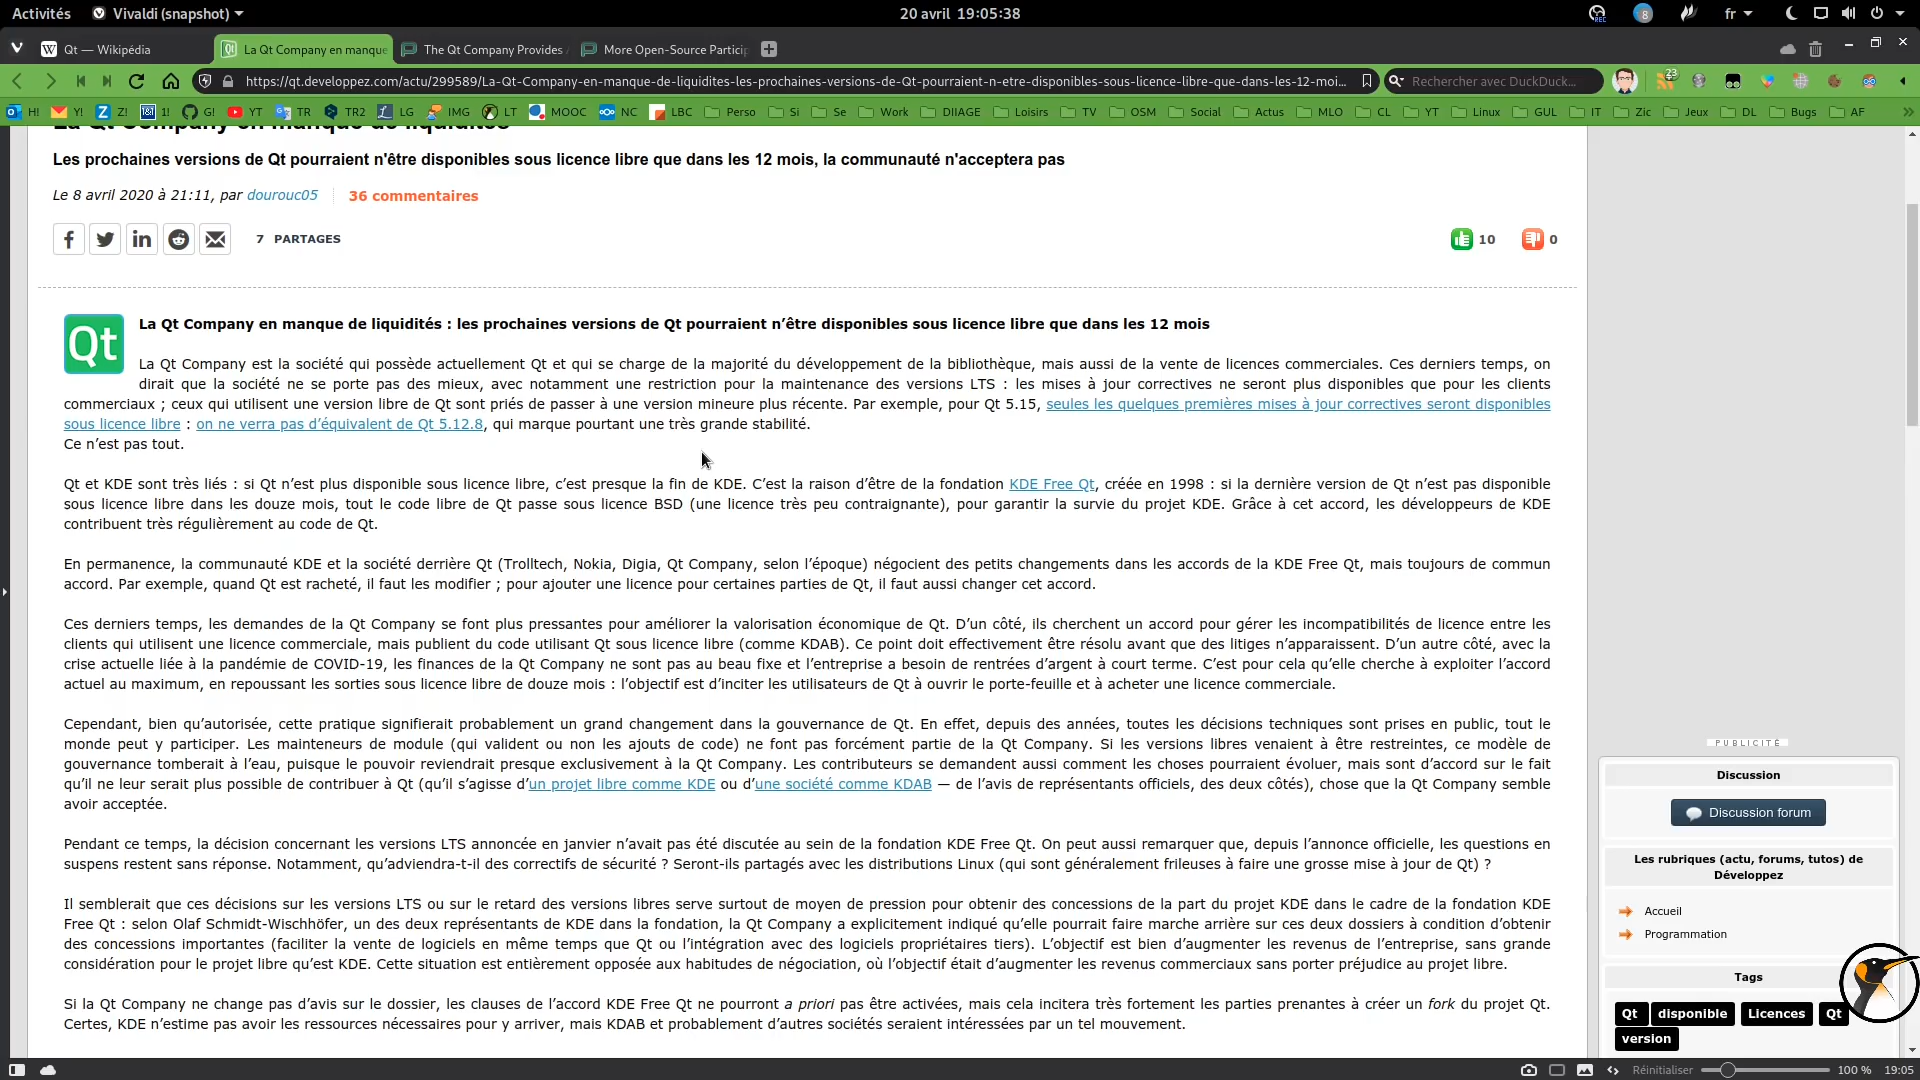 Activités
Vivaldi (snapshot)
20 avril 19:05:38
fr
Qt — Wikipédia
La Qt Company en manque
The Qt Company Provides
More Open-Source Particip
https://qt.developpez.com/actu/299589/La-Qt-Company-en-manque-de-liquidites-les-prochaines-versions-de-Qt-pourraient-n-etre-disponibles-sous-licence-libre-que-dans-les-12-moi...
Rechercher avec DuckDuck...
23
H! Y! Z! 1! G! YT TR TR2 LG IMG LT MOOC NC LBC Perso Si Se Work DIIAGE Loisirs TV OSM Social Actus MLO CL YT Linux GUL IT Zic Jeux DL Bugs AF
La Qt Company en manque de liquidités
Les prochaines versions de Qt pourraient n'être disponibles sous licence libre que dans les 12 mois, la communauté n'acceptera pas
Le 8 avril 2020 à 21:11, par dourouc05
36 commentaires
7 PARTAGES
10
0
Qt
La Qt Company en manque de liquidités : les prochaines versions de Qt pourraient n’être disponibles sous licence libre que dans les 12 mois
La Qt Company est la société qui possède actuellement Qt et qui se charge de la majorité du développement de la bibliothèque, mais aussi de la vente de licences commerciales. Ces derniers temps, on
dirait que la société ne se porte pas des mieux, avec notamment une restriction pour la maintenance des versions LTS : les mises à jour correctives ne seront plus disponibles que pour les clients
commerciaux ; ceux qui utilisent une version libre de Qt sont priés de passer à une version mineure plus récente. Par exemple, pour Qt 5.15, seules les quelques premières mises à jour correctives seront disponibles
sous licence libre : on ne verra pas d’équivalent de Qt 5.12.8, qui marque pourtant une très grande stabilité.
Ce n’est pas tout.
Qt et KDE sont très liés : si Qt n’est plus disponible sous licence libre, c’est presque la fin de KDE. C’est la raison d’être de la fondation KDE Free Qt, créée en 1998 : si la dernière version de Qt n’est pas disponible
sous licence libre dans les douze mois, tout le code libre de Qt passe sous licence BSD (une licence très peu contraignante), pour garantir la survie du projet KDE. Grâce à cet accord, les développeurs de KDE
contribuent très régulièrement au code de Qt.
En permanence, la communauté KDE et la société derrière Qt (Trolltech, Nokia, Digia, Qt Company, selon l’époque) négocient des petits changements dans les accords de la KDE Free Qt, mais toujours de commun
accord. Par exemple, quand Qt est racheté, il faut les modifier ; pour ajouter une licence pour certaines parties de Qt, il faut aussi changer cet accord.
Ces derniers temps, les demandes de la Qt Company se font plus pressantes pour améliorer la valorisation économique de Qt. D’un côté, ils cherchent un accord pour gérer les incompatibilités de licence entre les
clients qui utilisent une licence commerciale, mais publient du code utilisant Qt sous licence libre (comme KDAB). Ce point doit effectivement être résolu avant que des litiges n’apparaissent. D’un autre côté, avec la
crise actuelle liée à la pandémie de COVID-19, les finances de la Qt Company ne sont pas au beau fixe et l’entreprise a besoin de rentrées d’argent à court terme. C’est pour cela qu’elle cherche à exploiter l’accord
actuel au maximum, en repoussant les sorties sous licence libre de douze mois : l’objectif est d’inciter les utilisateurs de Qt à ouvrir le porte-feuille et à acheter une licence commerciale.
Cependant, bien qu’autorisée, cette pratique signifierait probablement un grand changement dans la gouvernance de Qt. En effet, depuis des années, toutes les décisions techniques sont prises en public, tout le
monde peut y participer. Les mainteneurs de module (qui valident ou non les ajouts de code) ne font pas forcément partie de la Qt Company. Si les versions libres venaient à être restreintes, ce modèle de
gouvernance tomberait à l’eau, puisque le pouvoir reviendrait presque exclusivement à la Qt Company. Les contributeurs se demandent aussi comment les choses pourraient évoluer, mais sont d’accord sur le fait
qu’il ne leur serait plus possible de contribuer à Qt (qu’il s’agisse d’un projet libre comme KDE ou d’une société comme KDAB — de l’avis de représentants officiels, des deux côtés), chose que la Qt Company semble
avoir acceptée.
Pendant ce temps, la décision concernant les versions LTS annoncée en janvier n’avait pas été discutée au sein de la fondation KDE Free Qt. On peut aussi remarquer que, depuis l’annonce officielle, les questions en
suspens restent sans réponse. Notamment, qu’adviendra-t-il des correctifs de sécurité ? Seront-ils partagés avec les distributions Linux (qui sont généralement frileuses à faire une grosse mise à jour de Qt) ?
Il semblerait que ces décisions sur les versions LTS ou sur le retard des versions libres serve surtout de moyen de pression pour obtenir des concessions de la part du projet KDE dans le cadre de la fondation KDE
Free Qt : selon Olaf Schmidt-Wischhöfer, un des deux représentants de KDE dans la fondation, la Qt Company a explicitement indiqué qu’elle pourrait faire marche arrière sur ces deux dossiers à condition d’obtenir
des concessions importantes (faciliter la vente de logiciels en même temps que Qt ou l’intégration avec des logiciels propriétaires tiers). L’objectif est bien d’augmenter les revenus de l’entreprise, sans grande
considération pour le projet libre qu’est KDE. Cette situation est entièrement opposée aux habitudes de négociation, où l’objectif était d’augmenter les revenus commerciaux sans porter préjudice au projet libre.
Si la Qt Company ne change pas d’avis sur le dossier, les clauses de l’accord KDE Free Qt ne pourront a priori pas être activées, mais cela incitera très fortement les parties prenantes à créer un fork du projet Qt.
Certes, KDE n’estime pas avoir les ressources nécessaires pour y arriver, mais KDAB et probablement d’autres sociétés seraient intéressées par un tel mouvement.
PUBLICITÉ
Discussion
Discussion forum
Les rubriques (actu, forums, tutos) de
Développez
Accueil
Programmation
Tags
Qt disponible Licences Qt
version
Réinitialiser
100 %
19:05